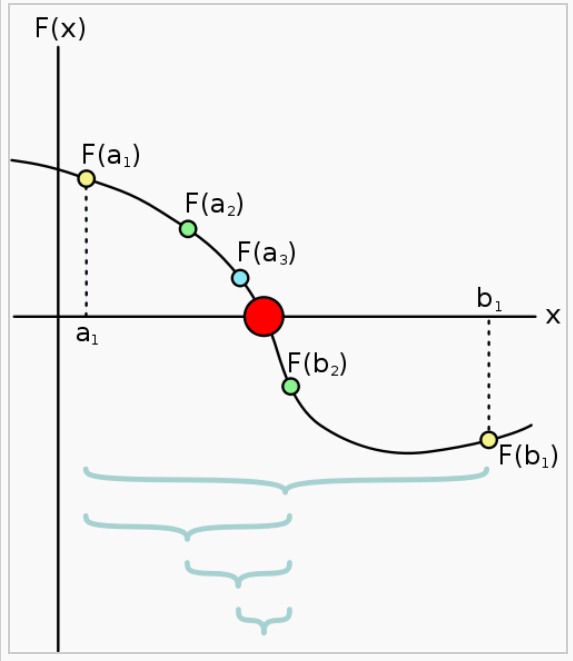 F(x)
F(a₁)
F(a₂)
F(a₃)
b₁
x
a₁
F(b₂)
F(b₁)